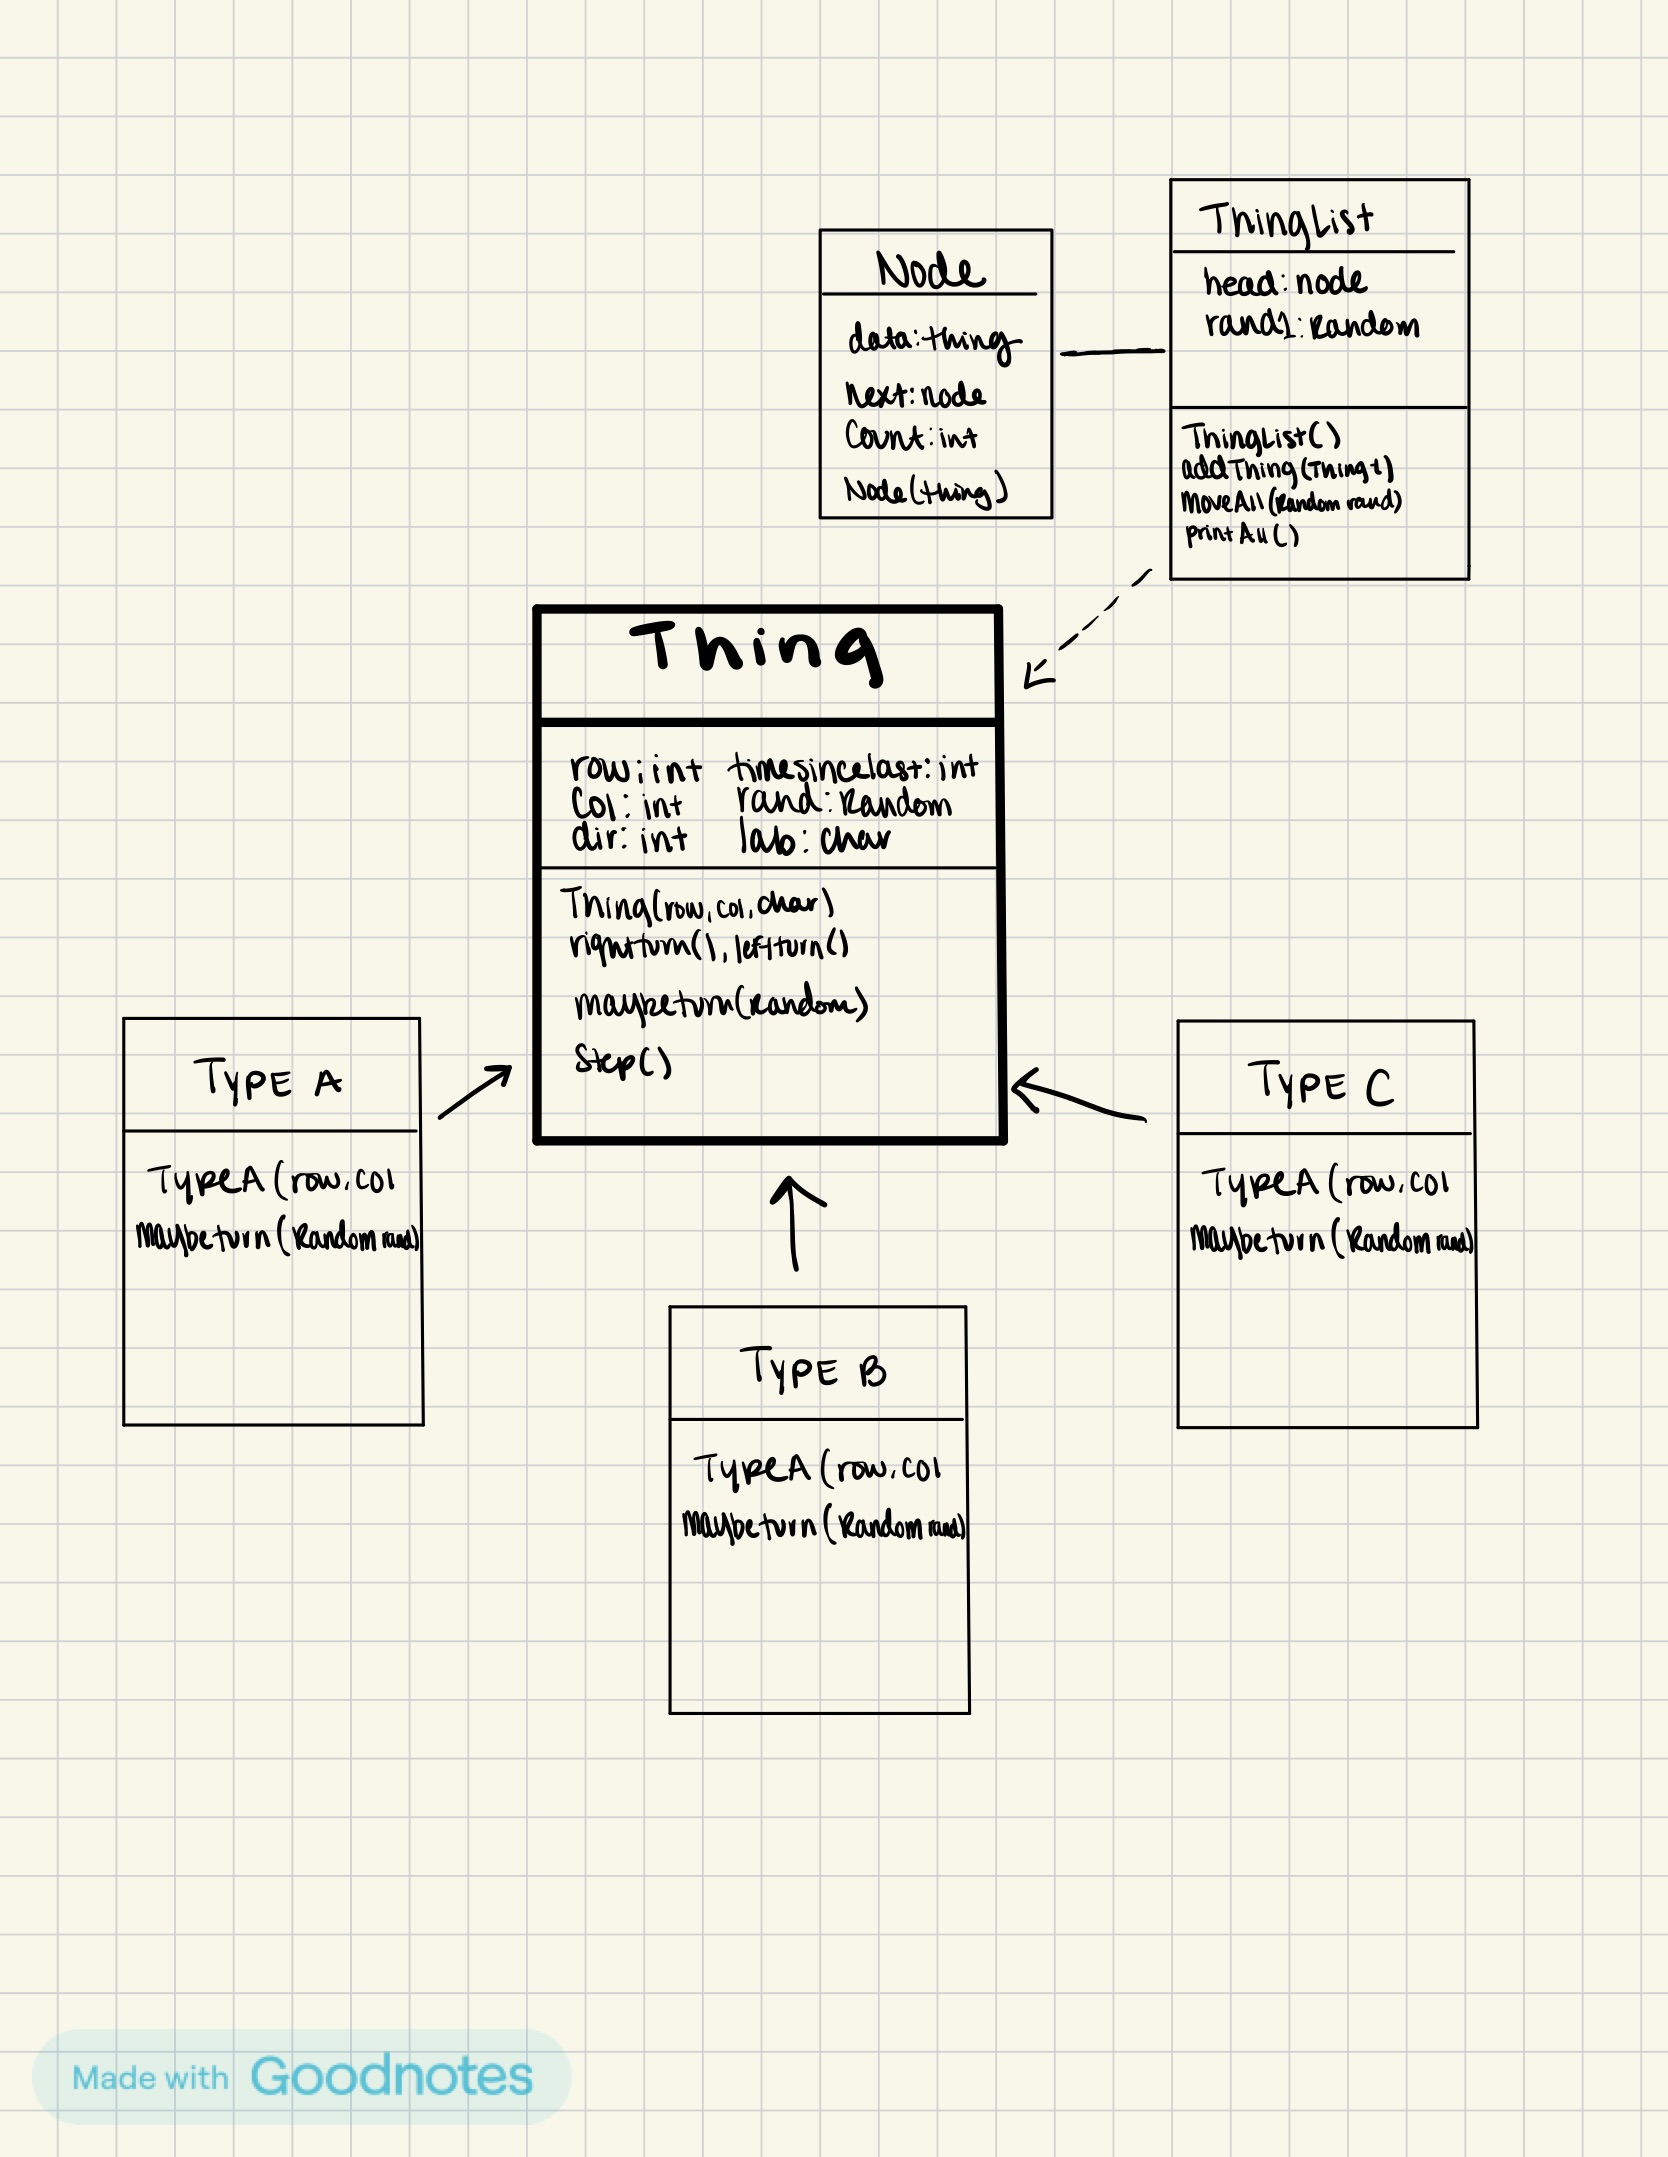 ThingList
head: node
rand1: Random
ThingList()
addThing(Thing t)
MoveAll(Random rand)
printAll()
Node
data: thing
Next: node
Count: int
Node(thing)
Thing
row: int timesincelast: int
Col: int rand: Random
dir: int lab: char
Thing(row, col, char)
rightturn(), leftturn()
maybeturn(Random)
Step()
TYPE A
TypeA(row, col
Maybeturn(Random rand)
TYPE C
TypeA(row, col
Maybeturn(Random rand)
TYPE B
TypeA(row, col
Maybeturn(Random rand)
Made with Goodnotes